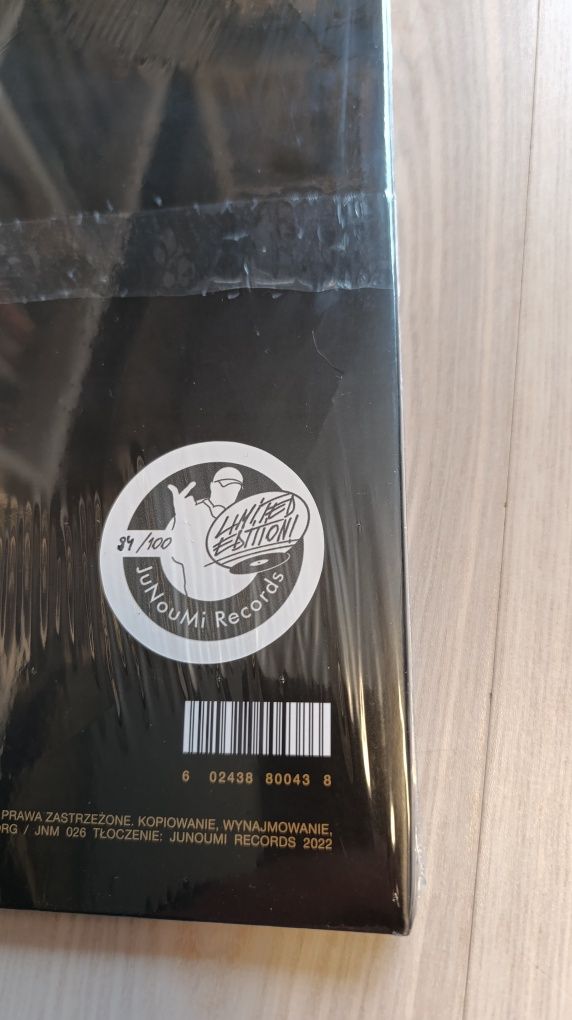 LIMITED
EDITION!
/100
JuNouMi Records
6 02438 80043 8
PRAWA ZASTRZEŻONE. KOPIOWANIE, WYNAJMOWANIE,
ORG / JNM 026 TŁOCZENIE: JUNOUMI RECORDS 2022